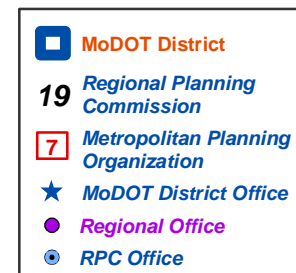 MoDOT District
19 Regional Planning
Commission
7 Metropolitan Planning
Organization
MoDOT District Office
Regional Office
RPC Office